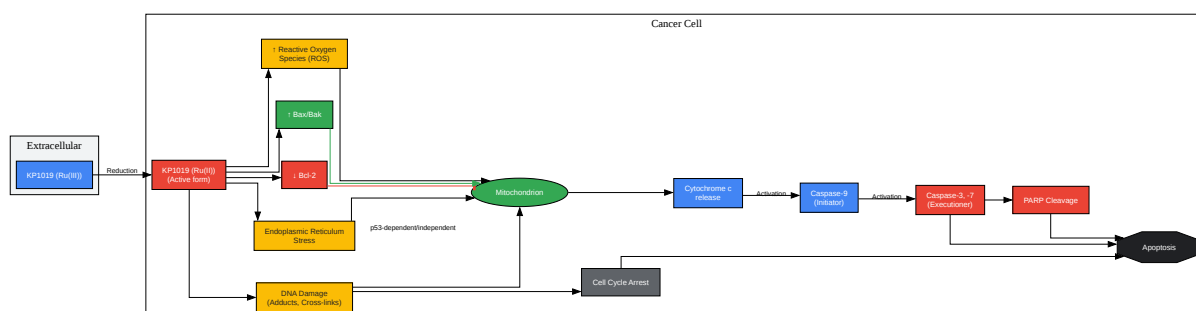 Cancer Cell
↑ Reactive Oxygen
Species (ROS)
↑ Bax/Bak
Extracellular
KP1019 (Ru(III))
Reduction
KP1019 (Ru(II))
(Active form)
↓ Bcl-2
Mitochondrion
Cytochrome c
release
Activation
Caspase-9
(Initiator)
Activation
Caspase-3, -7
(Executioner)
PARP Cleavage
Endoplasmic Reticulum
Stress
p53-dependent/independent
Apoptosis
DNA Damage
(Adducts, Cross-links)
Cell Cycle Arrest